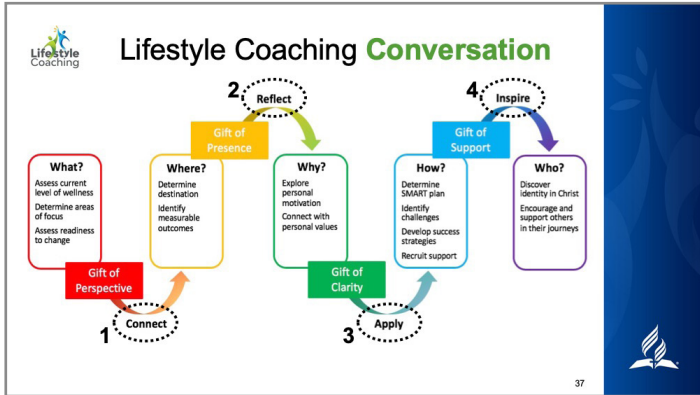 Lifestyle
Coaching
Lifestyle Coaching Conversation
2
Reflect
4
Inspire
Gift of
Presence
Gift of
Support
What?
Assess current
level of wellness
Determine areas
of focus
Assess readiness
to change
Where?
Determine
destination
Identify
measurable
outcomes
Why?
Explore
personal
motivation
Connect with
personal values
How?
Determine
SMART plan
Identify
challenges
Develop success
strategies
Recruit support
Who?
Discover
identity in Christ
Encourage and
support others
in their journeys
Gift of
Perspective
Gift of
Clarity
1
Connect
3
Apply
37